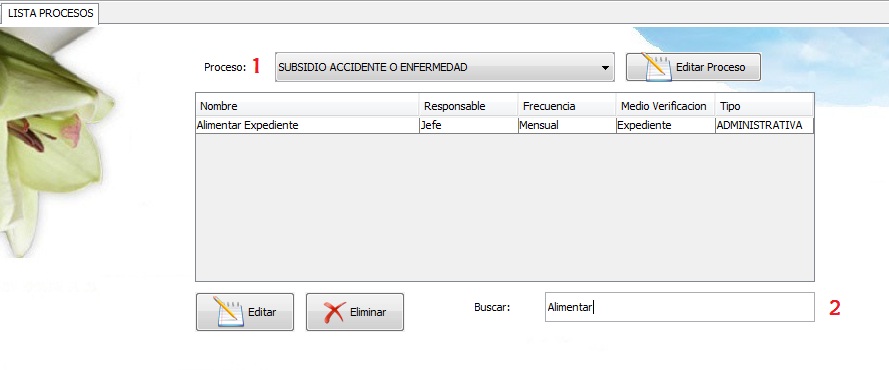 LISTA PROCESOS
Proceso: 1 SUBSIDIO ACCIDENTE O ENFERMEDAD Editar Proceso
Nombre Responsable Frecuencia Medio Verificacion Tipo
Alimentar Expediente Jefe Mensual Expediente ADMINISTRATIVA
Editar Eliminar Buscar: Alimentar 2